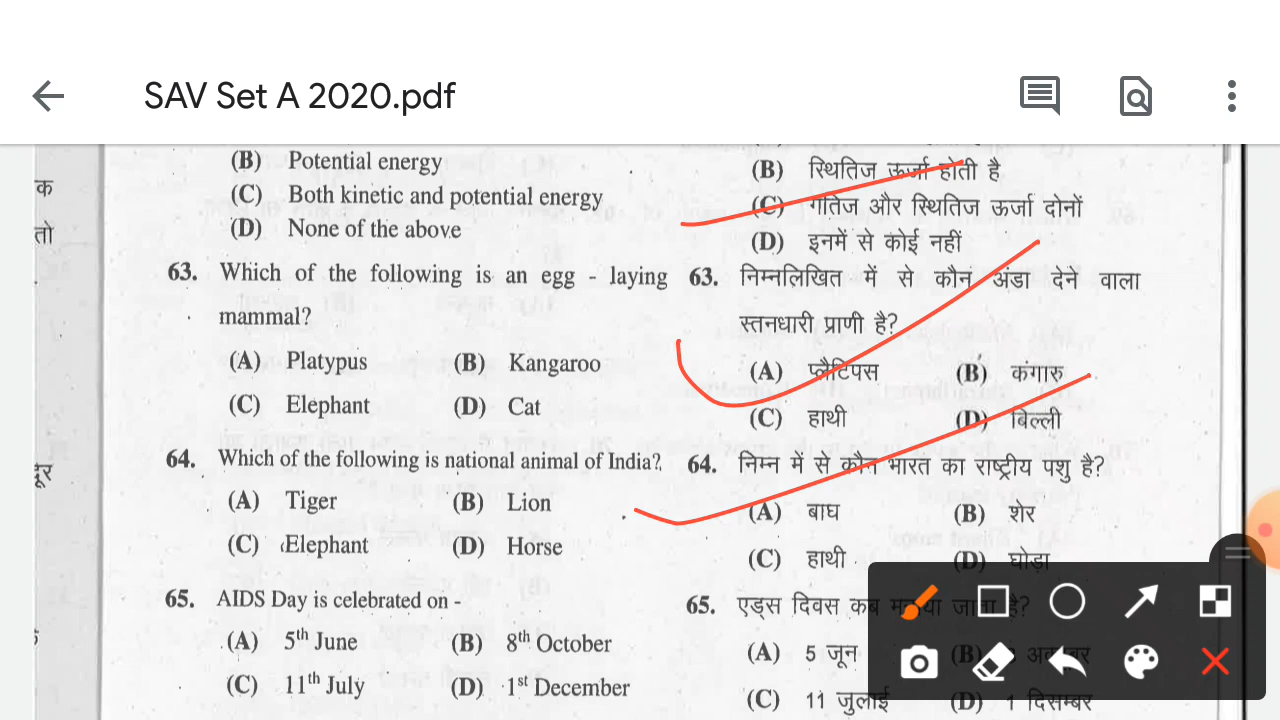 SAV Set A 2020.pdf
क
तो
(B) Potential energy
(C) Both kinetic and potential energy
(D) None of the above
63. Which of the following is an egg - laying
mammal?
(A) Platypus (B) Kangaroo
(C) Elephant (D) Cat
64. Which of the following is national animal of India?
(A) Tiger (B) Lion
(C) Elephant (D) Horse
65. AIDS Day is celebrated on -
(A) 5th June (B) 8th October
(C) 11th July (D) 1st December
(B) स्थितिज ऊर्जा होती है
(C) गतिज और स्थितिज ऊर्जा दोनों
(D) इनमें से कोई नहीं
63. निम्नलिखित में से कौन अंडा देने वाला
स्तनधारी प्राणी है?
(A) प्लैटिपस (B) कंगारु
(C) हाथी (D) बिल्ली
64. निम्न में से कौन भारत का राष्ट्रीय पशु है?
(A) बाघ (B) शेर
(C) हाथी (D) घोड़ा
65. एड्स दिवस कब मनाया जाता है?
(A) 5 जून (B)
(C) 11 जुलाई (D) 1 दिसम्बर